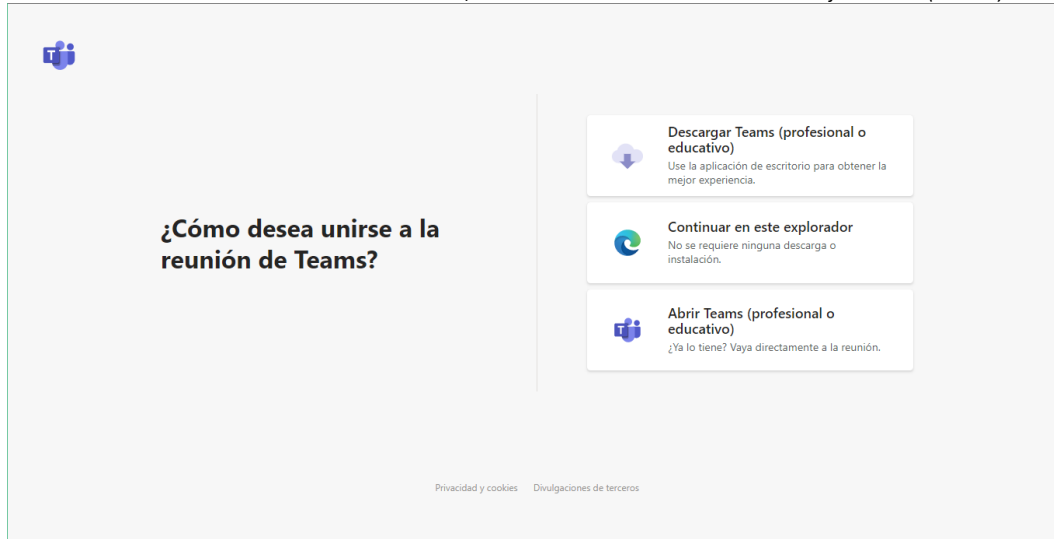 ¿Cómo desea unirse a la
reunión de Teams?
Descargar Teams (profesional o
educativo)
Use la aplicación de escritorio para obtener la
mejor experiencia.
Continuar en este explorador
No se requiere ninguna descarga o
instalación.
Abrir Teams (profesional o
educativo)
¿Ya lo tiene? Vaya directamente a la reunión.
Privacidad y cookies
Divulgaciones de terceros